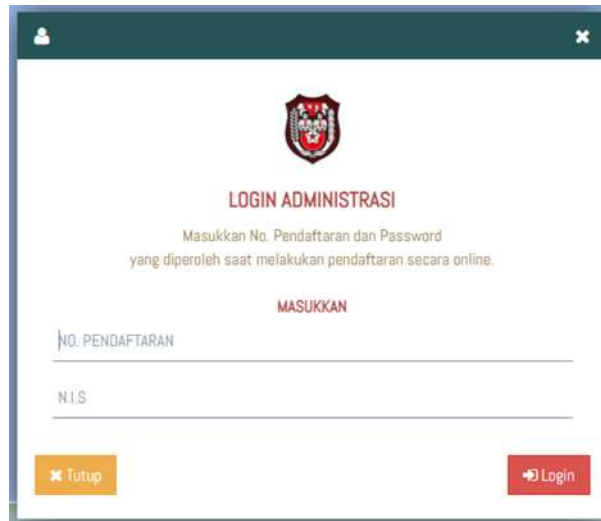 LOGIN ADMINISTRASI
Masukkan No. Pendaftaran dan Password
yang diperoleh saat melakukan pendaftaran secara online.
MASUKKAN
NO. PENDAFTARAN
N.I.S
Tutup
Login